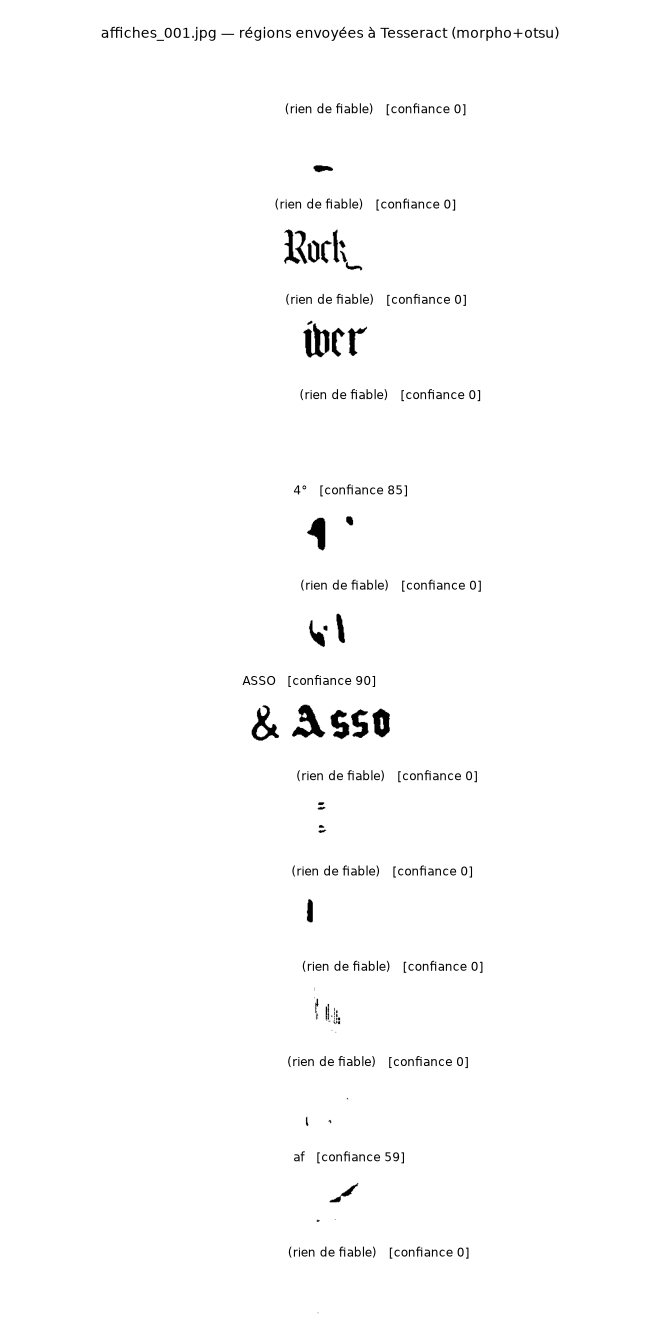 affiches_001.jpg — régions envoyées à Tesseract (morpho+otsu)
(rien de fiable) [confiance 0]
(rien de fiable) [confiance 0]
Rock
(rien de fiable) [confiance 0]
iver
(rien de fiable) [confiance 0]
4° [confiance 85]
(rien de fiable) [confiance 0]
ASSO [confiance 90]
& Asso
(rien de fiable) [confiance 0]
(rien de fiable) [confiance 0]
(rien de fiable) [confiance 0]
(rien de fiable) [confiance 0]
af [confiance 59]
(rien de fiable) [confiance 0]